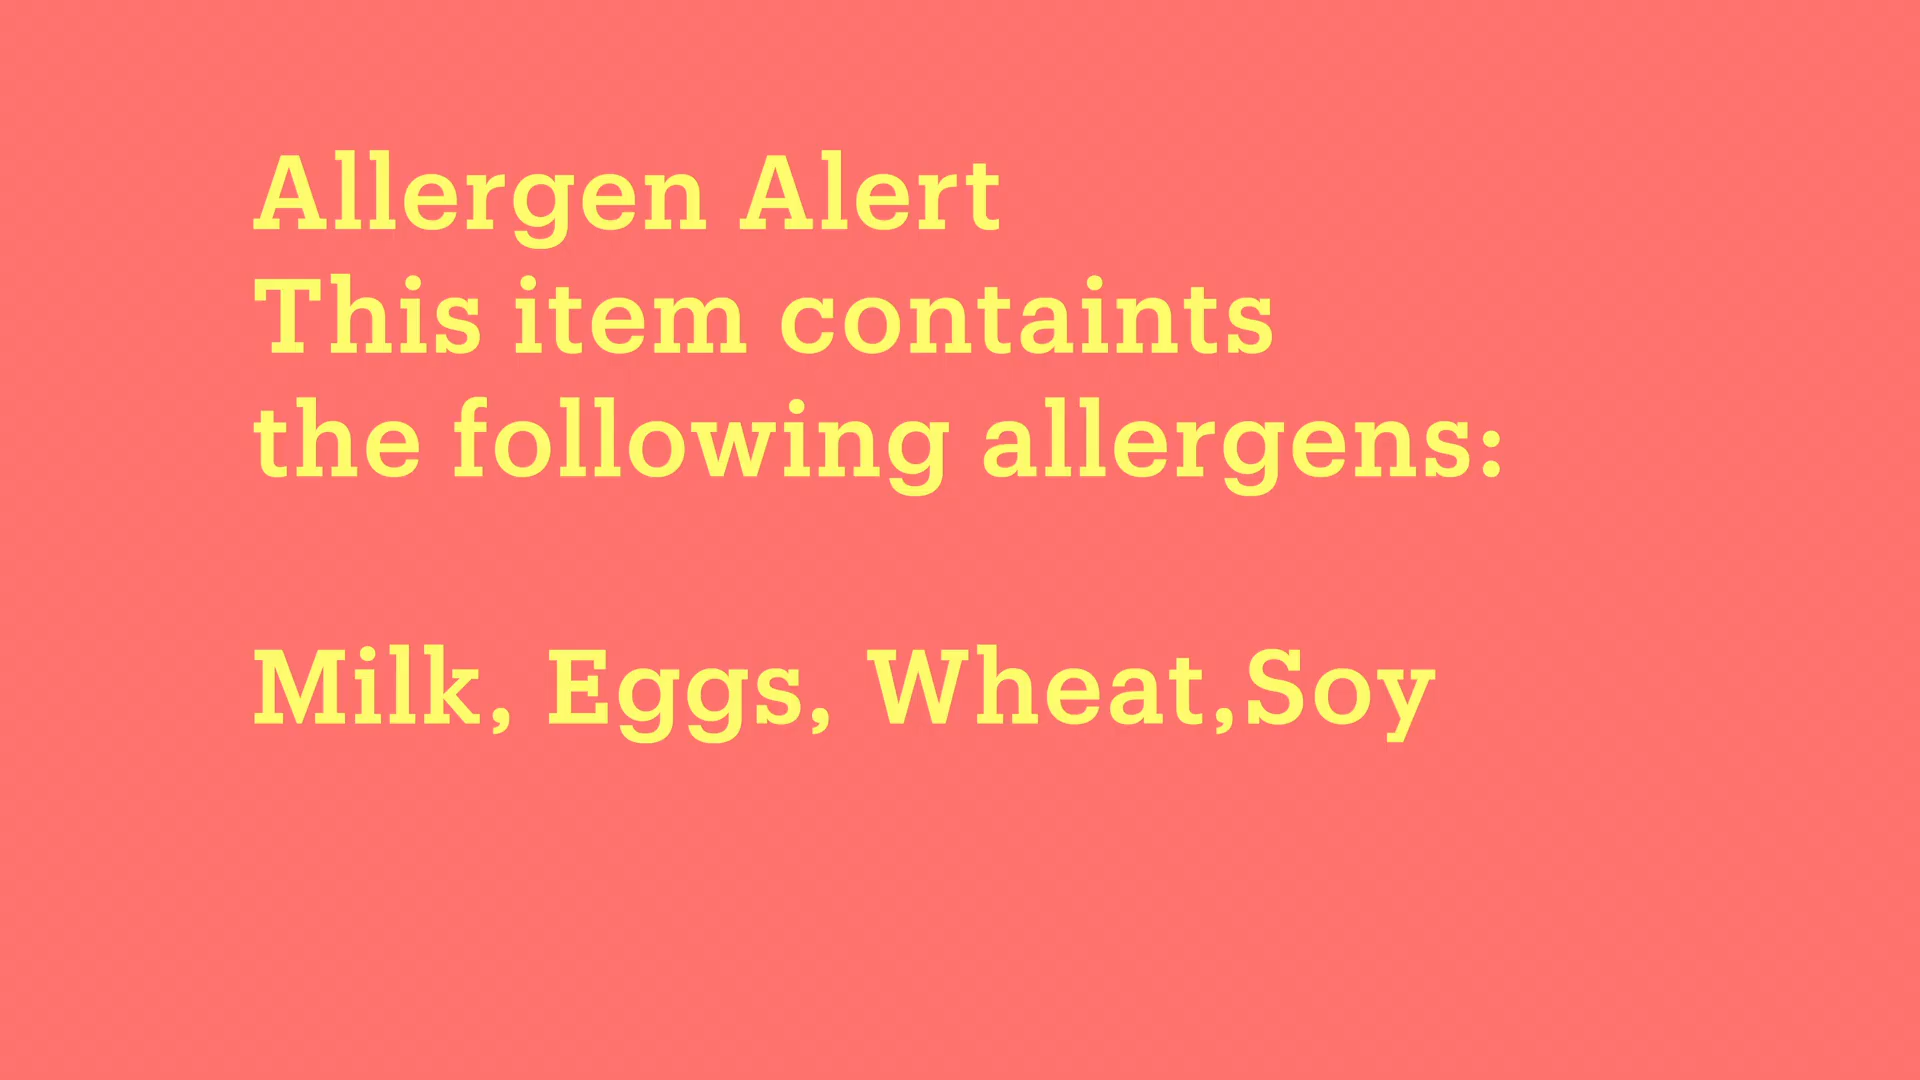 Allergen Alert
This item containts
the following allergens:
Milk, Eggs, Wheat,Soy